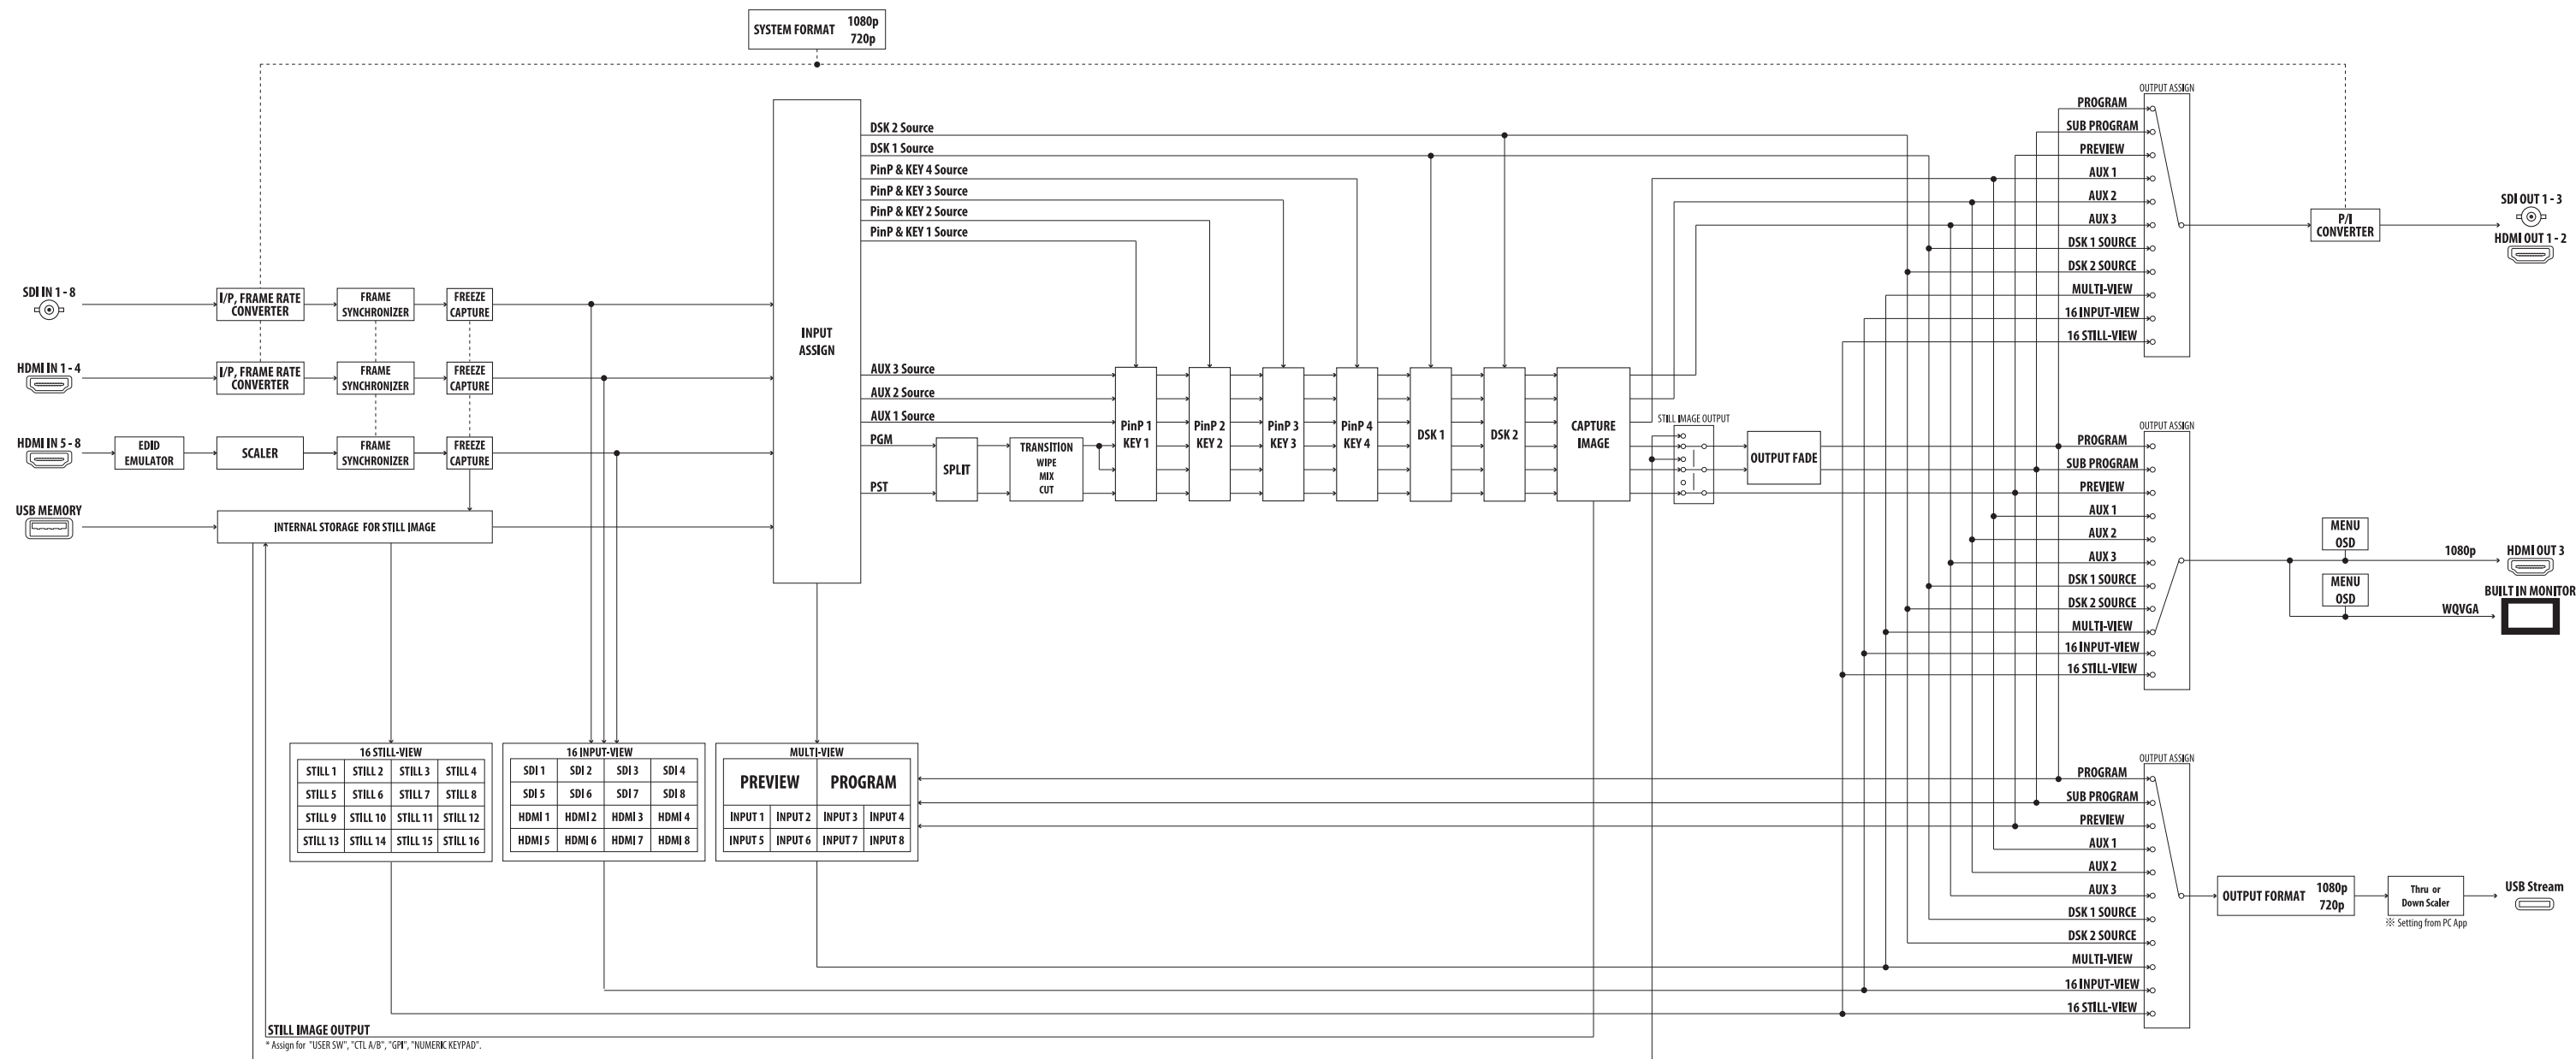 SYSTEM FORMAT 1080p
720p
OUTPUT ASSIGN
PROGRAM
SUB PROGRAM
PREVIEW
AUX 1
AUX 2
AUX 3
DSK 1 SOURCE
DSK 2 SOURCE
MULTI-VIEW
16 INPUT-VIEW
16 STILL-VIEW
P/I
CONVERTER
SDI OUT 1 - 3
HDMI OUT 1 - 2
DSK 2 Source
DSK 1 Source
PinP & KEY 4 Source
PinP & KEY 3 Source
PinP & KEY 2 Source
PinP & KEY 1 Source
SDI IN 1 - 8
I/P, FRAME RATE
CONVERTER
FRAME
SYNCHRONIZER
FREEZE
CAPTURE
HDMI IN 1 - 4
I/P, FRAME RATE
CONVERTER
FRAME
SYNCHRONIZER
FREEZE
CAPTURE
HDMI IN 5 - 8
EDID
EMULATOR
SCALER
FRAME
SYNCHRONIZER
FREEZE
CAPTURE
USB MEMORY
INTERNAL STORAGE FOR STILL IMAGE
INPUT
ASSIGN
AUX 3 Source
AUX 2 Source
AUX 1 Source
PGM
PST
SPLIT
TRANSITION
WIPE
MIX
CUT
PinP 1
KEY 1
PinP 2
KEY 2
PinP 3
KEY 3
PinP 4
KEY 4
DSK 1
DSK 2
CAPTURE
IMAGE
STILL IMAGE OUTPUT
OUTPUT FADE
OUTPUT ASSIGN
PROGRAM
SUB PROGRAM
PREVIEW
AUX 1
AUX 2
AUX 3
DSK 1 SOURCE
DSK 2 SOURCE
MULTI-VIEW
16 INPUT-VIEW
16 STILL-VIEW
MENU
OSD
1080p
HDMI OUT 3
MENU
OSD
WQVGA
BUILT IN MONITOR
16 STILL-VIEW
STILL 1 STILL 2 STILL 3 STILL 4
STILL 5 STILL 6 STILL 7 STILL 8
STILL 9 STILL 10 STILL 11 STILL 12
STILL 13 STILL 14 STILL 15 STILL 16
16 INPUT-VIEW
SDI 1 SDI 2 SDI 3 SDI 4
SDI 5 SDI 6 SDI 7 SDI 8
HDMI 1 HDMI 2 HDMI 3 HDMI 4
HDMI 5 HDMI 6 HDMI 7 HDMI 8
MULTI-VIEW
PREVIEW PROGRAM
INPUT 1 INPUT 2 INPUT 3 INPUT 4
INPUT 5 INPUT 6 INPUT 7 INPUT 8
OUTPUT ASSIGN
PROGRAM
SUB PROGRAM
PREVIEW
AUX 1
AUX 2
AUX 3
DSK 1 SOURCE
DSK 2 SOURCE
MULTI-VIEW
16 INPUT-VIEW
16 STILL-VIEW
OUTPUT FORMAT 1080p
720p
Thru or
Down Scaler
※ Setting from PC App
USB Stream
STILL IMAGE OUTPUT
* Assign for "USER SW", "CTL A/B", "GPI", "NUMERIC KEYPAD".